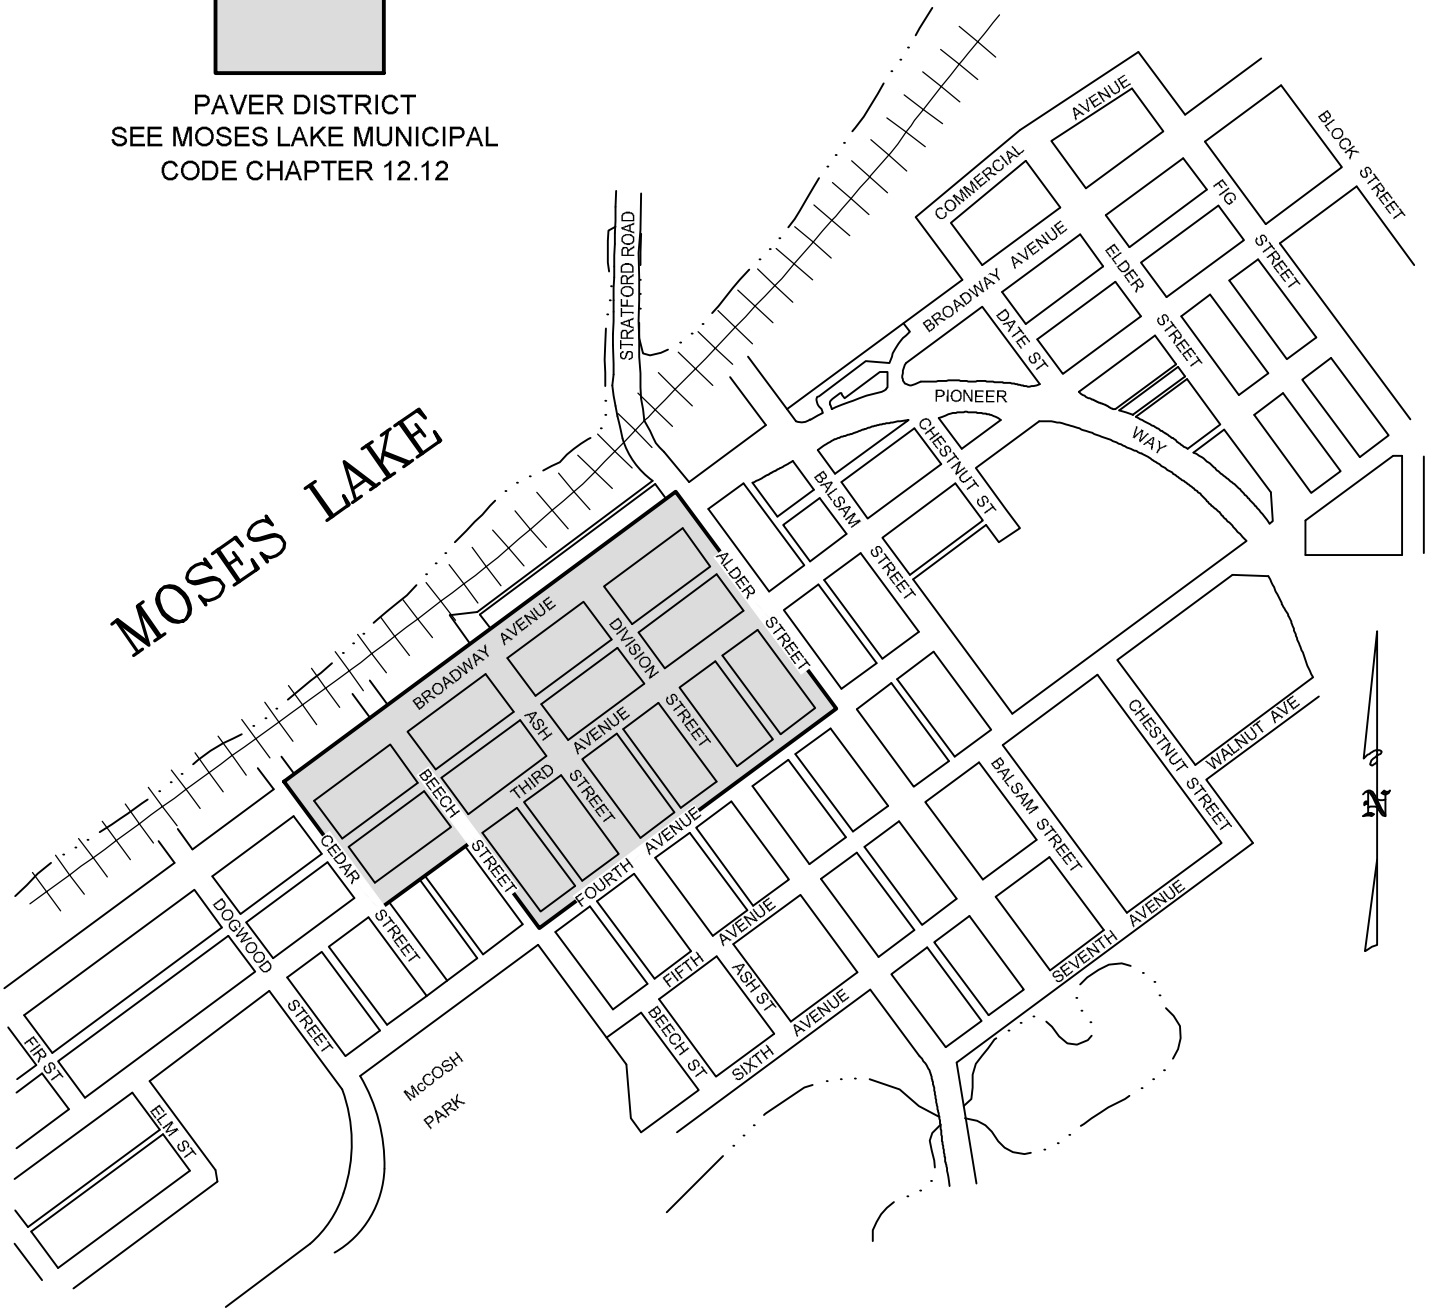 PAVER DISTRICT
SEE MOSES LAKE MUNICIPAL
CODE CHAPTER 12.12
MOSES LAKE
STRATFORD ROAD
COMMERCIAL AVENUE
BLOCK STREET
FIG STREET
BROADWAY AVENUE
ELDER STREET
DATE ST
PIONEER WAY
CHESTNUT ST
BALSAM STREET
ALDER STREET
BROADWAY AVENUE
DIVISION STREET
ASH STREET
THIRD AVENUE
BEECH STREET
CEDAR STREET
FOURTH AVENUE
DOGWOOD STREET
FIR ST
ELM ST
McCOSH
PARK
FIFTH AVENUE
ASH ST
BEECH ST
SIXTH AVENUE
SEVENTH AVENUE
BALSAM STREET
CHESTNUT STREET
WALNUT AVE
N